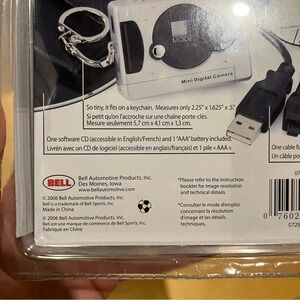 Mini Digital Camera
So tiny, it fits on a keychain. Measures only 2.25" x 1.625" x .5"
Si petit qu'on l'accroche sur une chaîne porte-clés.
Mesure seulement 5,7 cm x 4,1 cm x 1,3 cm.
One software CD (accessible in English/French) and 1 "AAA" battery included.
Livrée avec un CD de logiciel (accessible en anglais et français) et 1 pile « AAA ».
One cable fo
Un câble po
BELL
Bell Automotive Products, Inc.
Des Moines, Iowa
www.bellautomotive.com
© 2006 Bell Automotive Products, Inc.
Bell is a trademark of Bell Sports, Inc.
Made in China
© 2006 Bell Automotive Products, Inc.
Bell est une marque de commerce de Bell Sports, Inc.
Fabriqué en Chine
*Please refer to the instruction
booklet for image resolution
and technical details.
*Consulter le mode d'emploi
concernant la résolution
d'image et les détails
techniques.
0
7602